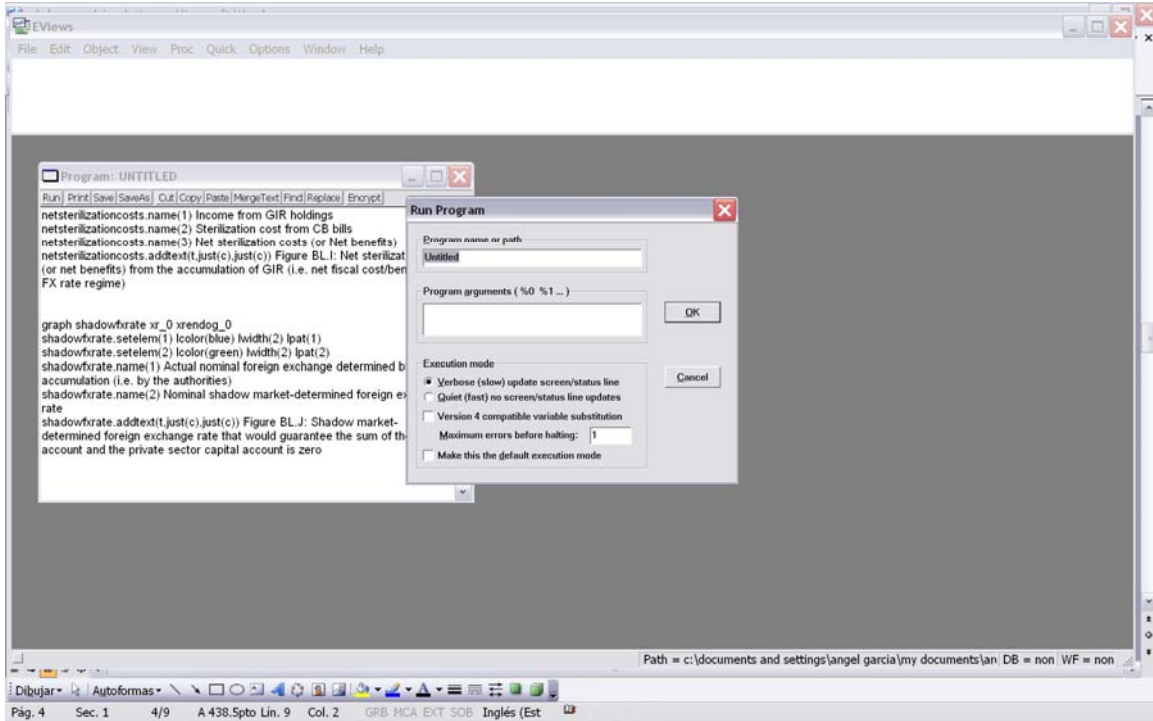 EViews
File Edit Object View Proc Quick Options Window Help
Program: UNTITLED
Run Print Save SaveAs Cut Copy Paste MergeText Find Replace Encrypt
netsterilizationcosts.name(1) Income from GIR holdings
netsterilizationcosts.name(2) Sterilization cost from CB bills
netsterilizationcosts.name(3) Net sterilization costs (or Net benefits)
netsterilizationcosts.addtext(t,just(c),just(c)) Figure BL.I: Net sterilizat
(or net benefits) from the accumulation of GIR (i.e. net fiscal cost/ben
FX rate regime)
graph shadowfxrate xr_0 xrendog_0
shadowfxrate.setelem(1) lcolor(blue) lwidth(2) lpat(1)
shadowfxrate.setelem(2) lcolor(green) lwidth(2) lpat(2)
shadowfxrate.name(1) Actual nominal foreign exchange determined b
accumulation (i.e. by the authorities)
shadowfxrate.name(2) Nominal shadow market-determined foreign ex
rate
shadowfxrate.addtext(t,just(c),just(c)) Figure BL.J: Shadow market-
determined foreign exchange rate that would guarantee the sum of th
account and the private sector capital account is zero
Run Program
Program name or path
Untitled
Program arguments ( %0 %1 ... )
OK
Execution mode
Cancel
Verbose (slow) update screen/status line
Quiet (fast) no screen/status line updates
Version 4 compatible variable substitution
Maximum errors before halting: 1
Make this the default execution mode
Path = c:\documents and settings\angel garcia\my documents\an DB = non WF = non
Dibujar Autoformas
Pág. 4 Sec. 1 4/9 A 438.5pto Lín. 9 Col. 2 GRB MCA EXT SOB Inglés (Est